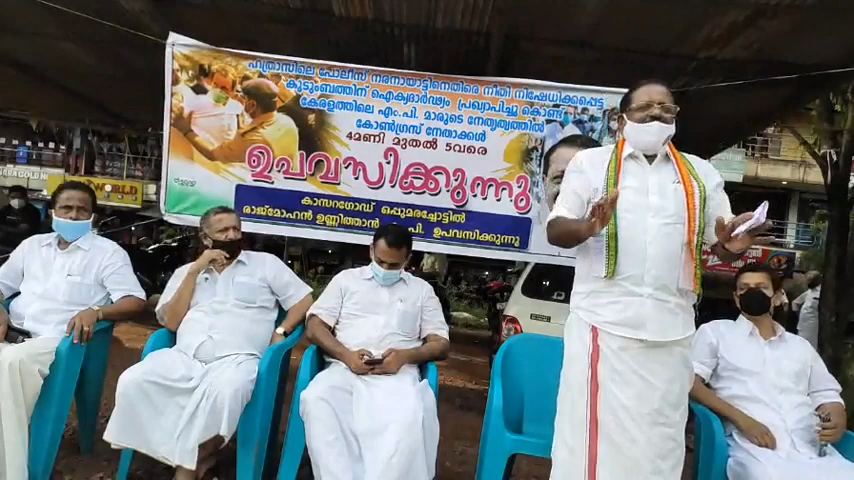 ഹത്രാസിലെ പോലീസ് നരനായാട്ടിനെതിരെ നീതി നിഷേധിക്കപ്പെട്ട
കുടുംബത്തിന് ഐക്യദാർഢ്യം പ്രഖ്യാപിച്ചു കൊണ്ട്
കേരളത്തിലെ എം.പി. മാരുടെ നേതൃത്വത്തിൽ
കോൺഗ്രസ് നേതാക്കൾ
മുതൽ 5വരെ
ഉപവസിക്കുന്നു
കാസറഗോഡ് ഒപ്പുമരച്ചോട്ടിൽ
രാജ്മോഹൻ ഉണ്ണിത്താൻ എം.പി. ഉപവസിക്കുന്നു
WORLD